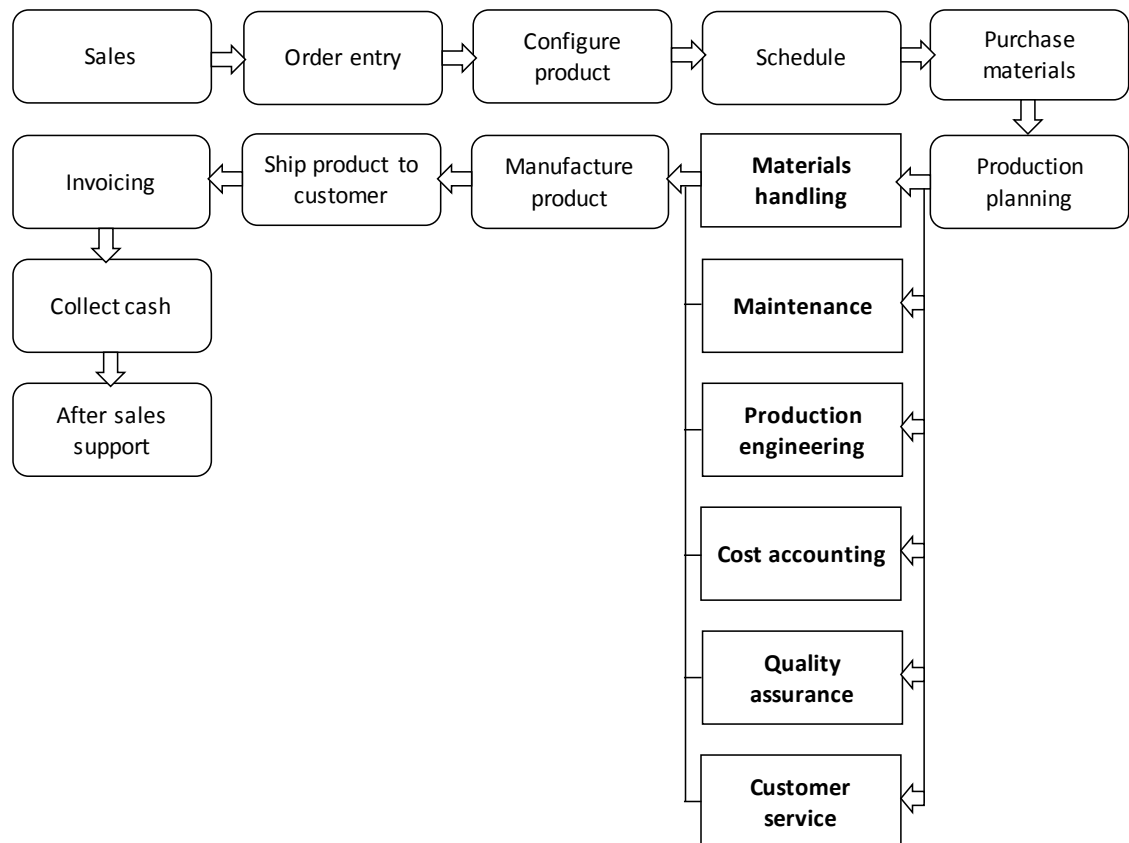 Sales
Order entry
Configure
product
Schedule
Purchase
materials
Invoicing
Ship product to
customer
Manufacture
product
Materials
handling
Production
planning
Collect cash
Maintenance
After sales
support
Production
engineering
Cost accounting
Quality
assurance
Customer
service